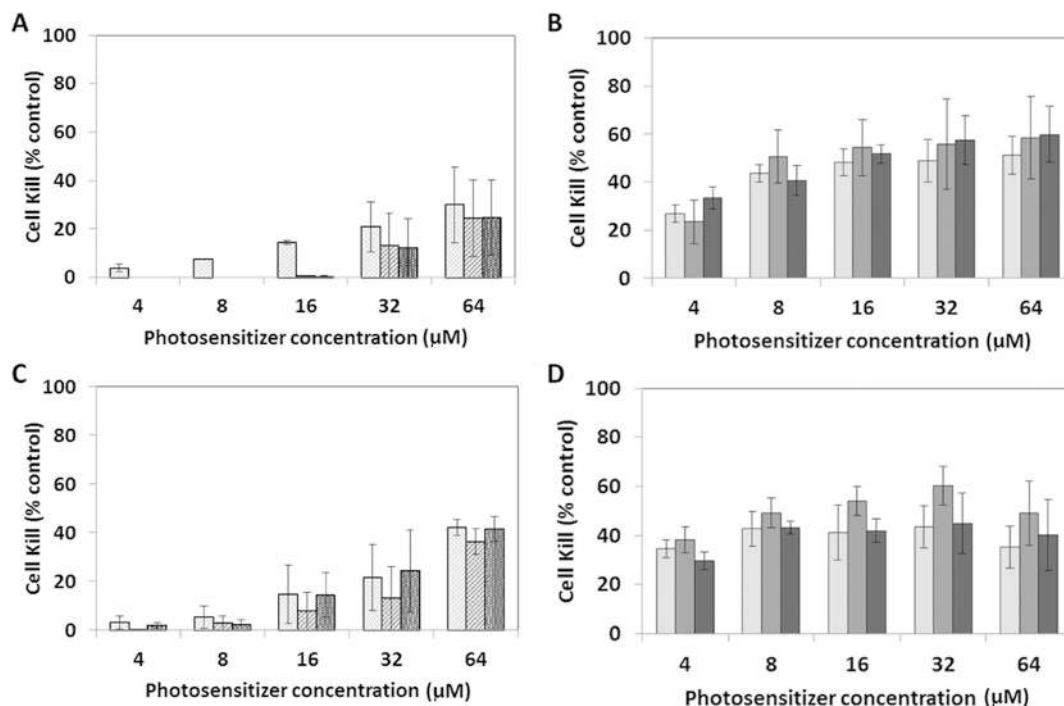 A
Cell Kill (% control)
100
80
60
40
20
0
4 8 16 32 64
Photosensitizer concentration (µM)
B
Cell Kill (% control)
100
80
60
40
20
0
4 8 16 32 64
Photosensitizer concentration (µM)
C
Cell Kill (% control)
100
80
60
40
20
0
4 8 16 32 64
Photosensitizer concentration (µM)
D
Cell Kill (% control)
100
80
60
40
20
0
4 8 16 32 64
Photosensitizer concentration (µM)